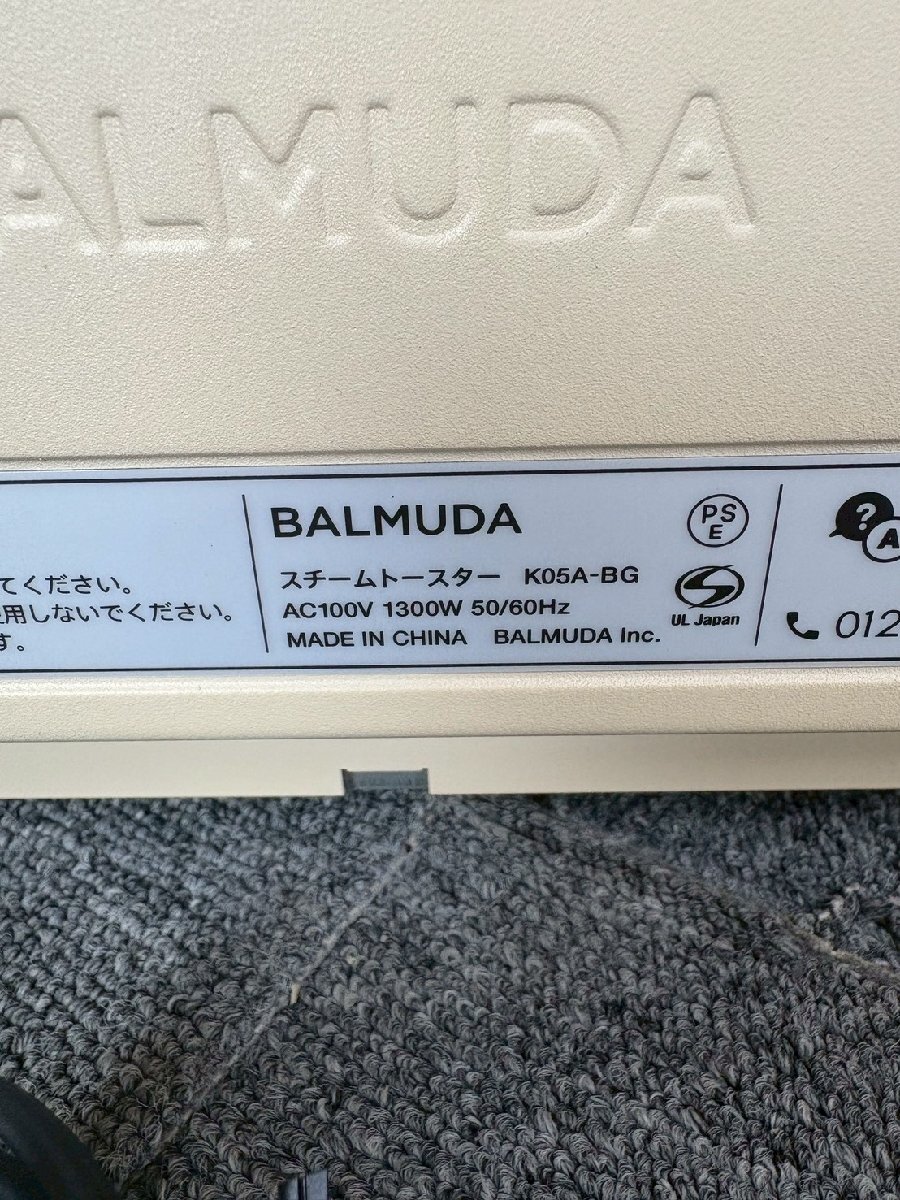 BALMUDA
てください。
用しないでください。
す。
BALMUDA
スチームトースター K05A-BG
AC100V 1300W 50/60Hz
MADE IN CHINA BALMUDA Inc.
PS
E
UL Japan
?
A
012